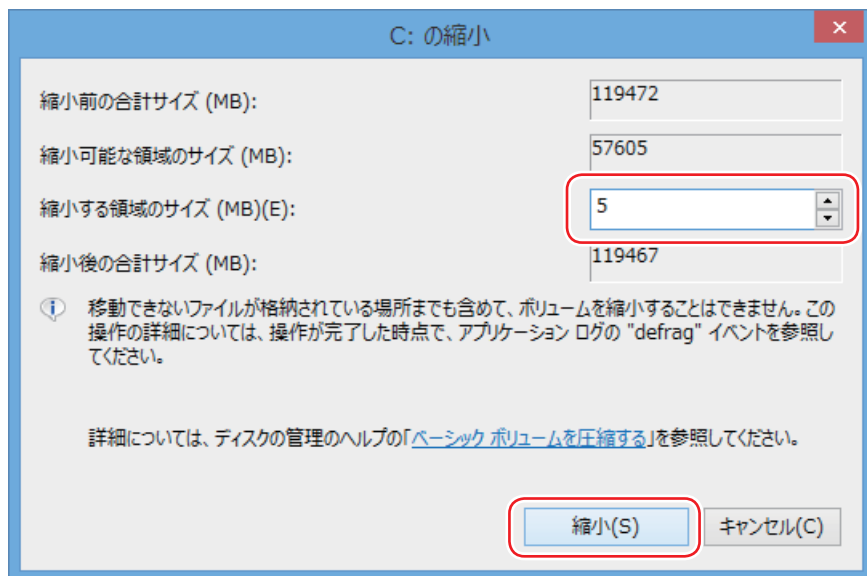 C: の縮小
縮小前の合計サイズ (MB):
119472
縮小可能な領域のサイズ (MB):
57605
縮小する領域のサイズ (MB)(E):
5
縮小後の合計サイズ (MB):
119467
移動できないファイルが格納されている場所までも含めて、ボリュームを縮小することはできません。この
操作の詳細については、操作が完了した時点で、アプリケーション ログの "defrag" イベントを参照し
てください。
詳細については、ディスクの管理のヘルプの「ベーシック ボリュームを圧縮する」を参照してください。
縮小(S)
キャンセル(C)